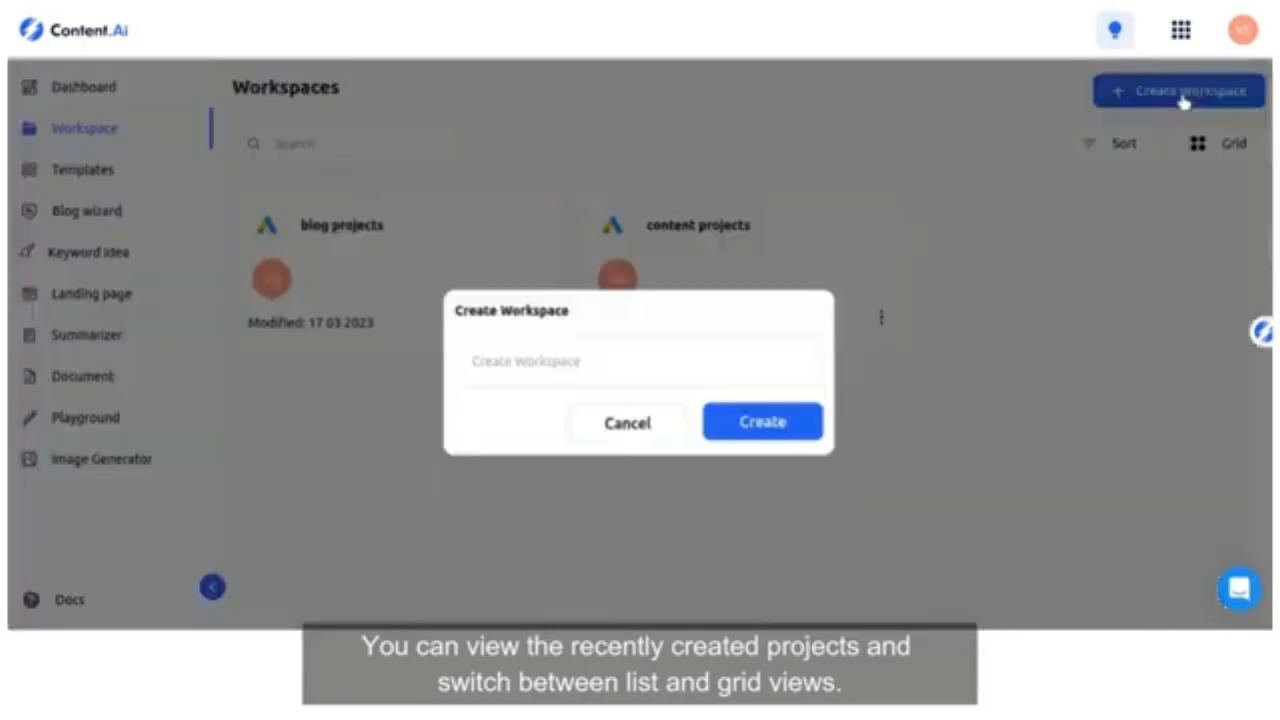 Content.Ai
VE
Dashboard
Workspaces
+ Create Workspace
Workspace
Search
Sort
Grid
Templates
Blog wizard
blog projects
content projects
Keyword Idea
Landing page
Create Workspace
Modified: 17 03 2023
Summarizer
Create Workspace
Document
Playground
Cancel
Create
Image Generator
Docs
You can view the recently created projects and
switch between list and grid views.